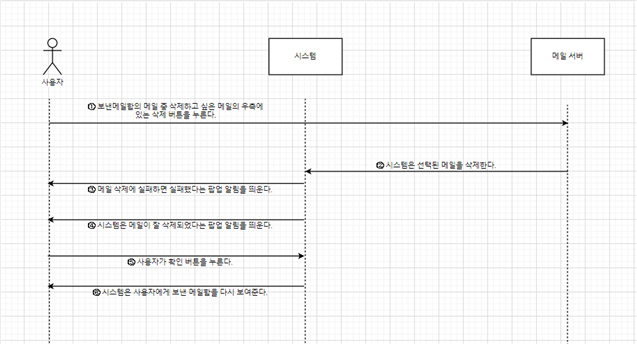 사용자
시스템
메일 서버
① 보낸메일함의 메일 중 삭제하고 싶은 메일의 우측에
있는 삭제 버튼을 누른다.
② 시스템은 선택된 메일을 삭제한다.
③ 메일 삭제에 실패하면 실패했다는 팝업 알림을 띄운다.
④ 시스템은 메일이 잘 삭제되었다는 팝업 알림을 띄운다.
⑤ 사용자가 확인 버튼을 누른다.
⑥ 시스템은 사용자에게 보낸 메일함을 다시 보여준다.